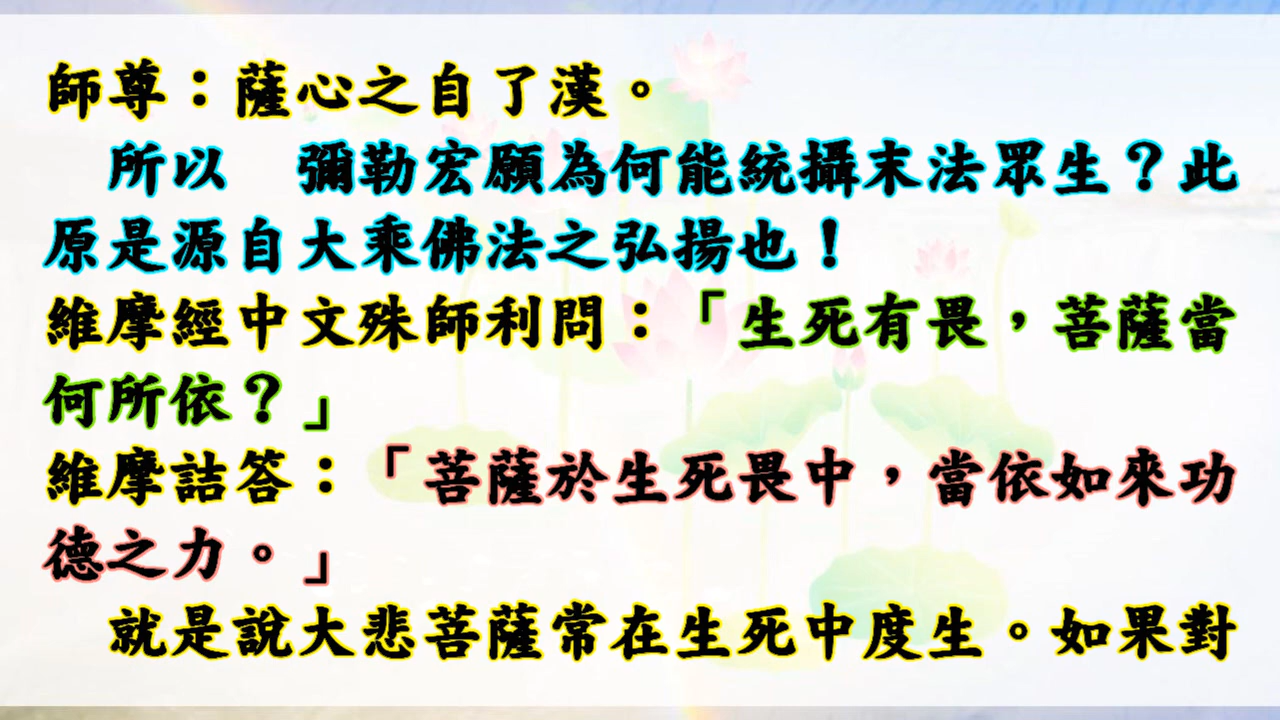 師尊：薩心之自了漢。
所以　彌勒宏願為何能統攝末法眾生？此
原是源自大乘佛法之弘揚也！
維摩經中文殊師利問：「生死有畏，菩薩當
何所依？」
維摩詰答：「菩薩於生死畏中，當依如來功
德之力。」
就是說大悲菩薩常在生死中度生。如果對